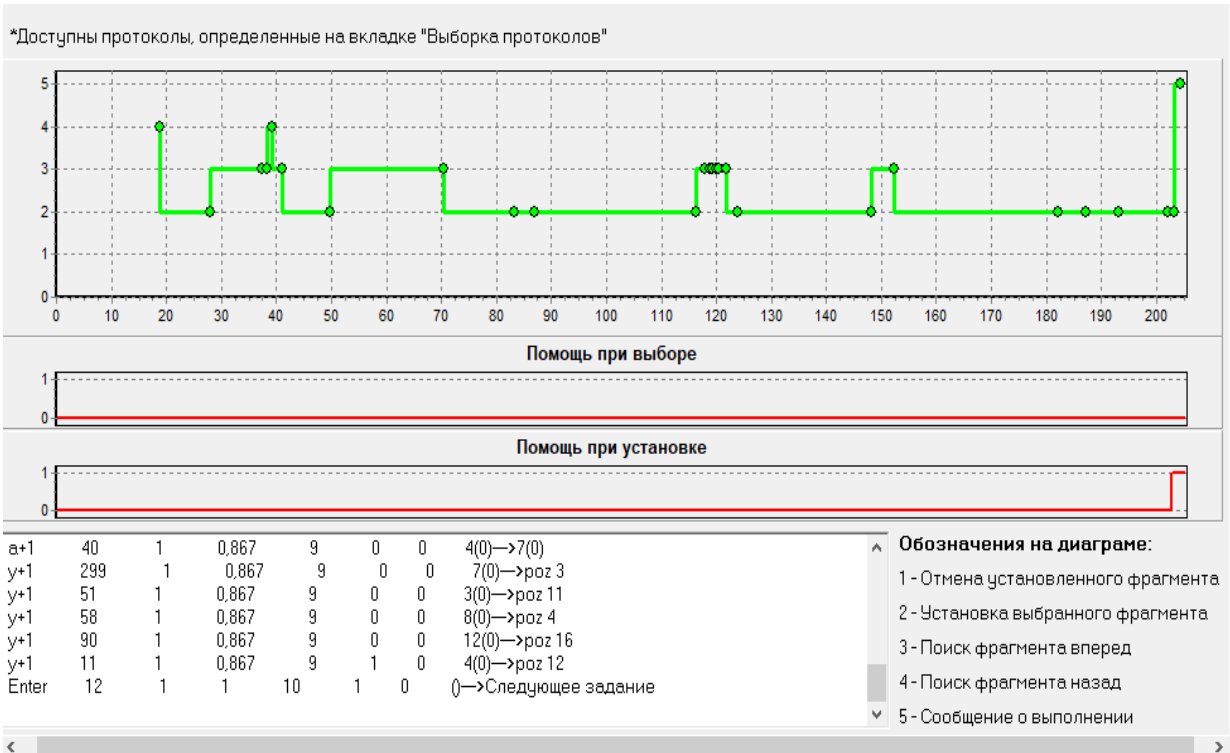 *Доступны протоколы, определенные на вкладке "Выборка протоколов"
5
4
3
2
1
0
0 10 20 30 40 50 60 70 80 90 100 110 120 130 140 150 160 170 180 190 200
Помощь при выборе
1
0
Помощь при установке
1
0
a+1 40 1 0,867 9 0 0 4(0)—>7(0)
y+1 299 1 0,867 9 0 0 7(0)—>poz 3
y+1 51 1 0,867 9 0 0 3(0)—>poz 11
y+1 58 1 0,867 9 0 0 8(0)—>poz 4
y+1 90 1 0,867 9 0 0 12(0)—>poz 16
y+1 11 1 0,867 9 1 0 4(0)—>poz 12
Enter 12 1 1 10 1 0 ()—>Следующее задание
Обозначения на диаграме:
1 - Отмена установленного фрагмента
2 - Установка выбранного фрагмента
3 - Поиск фрагмента вперед
4 - Поиск фрагмента назад
5 - Сообщение о выполнении